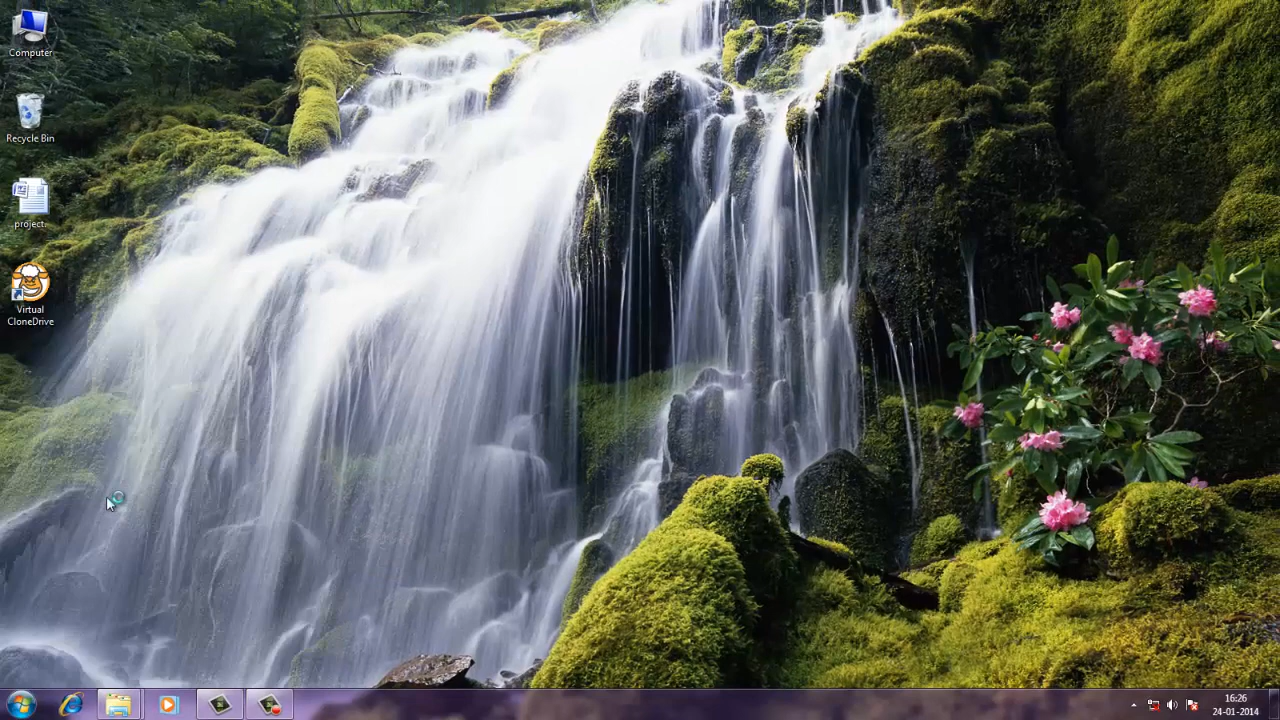 Computer
Recycle Bin
project
Virtual
CloneDrive
16:26
24-01-2014